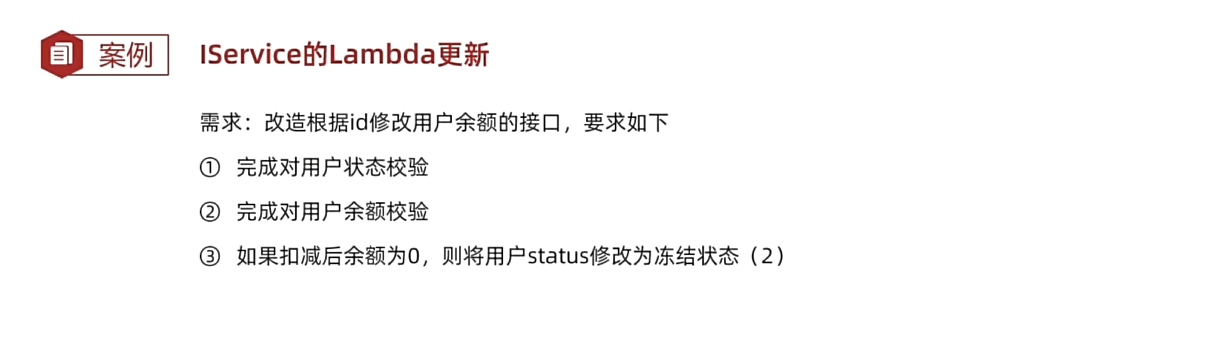 案例 IService的Lambda更新
需求：改造根据id修改用户余额的接口，要求如下
① 完成对用户状态校验
② 完成对用户余额校验
③ 如果扣减后余额为0，则将用户status修改为冻结状态（2）